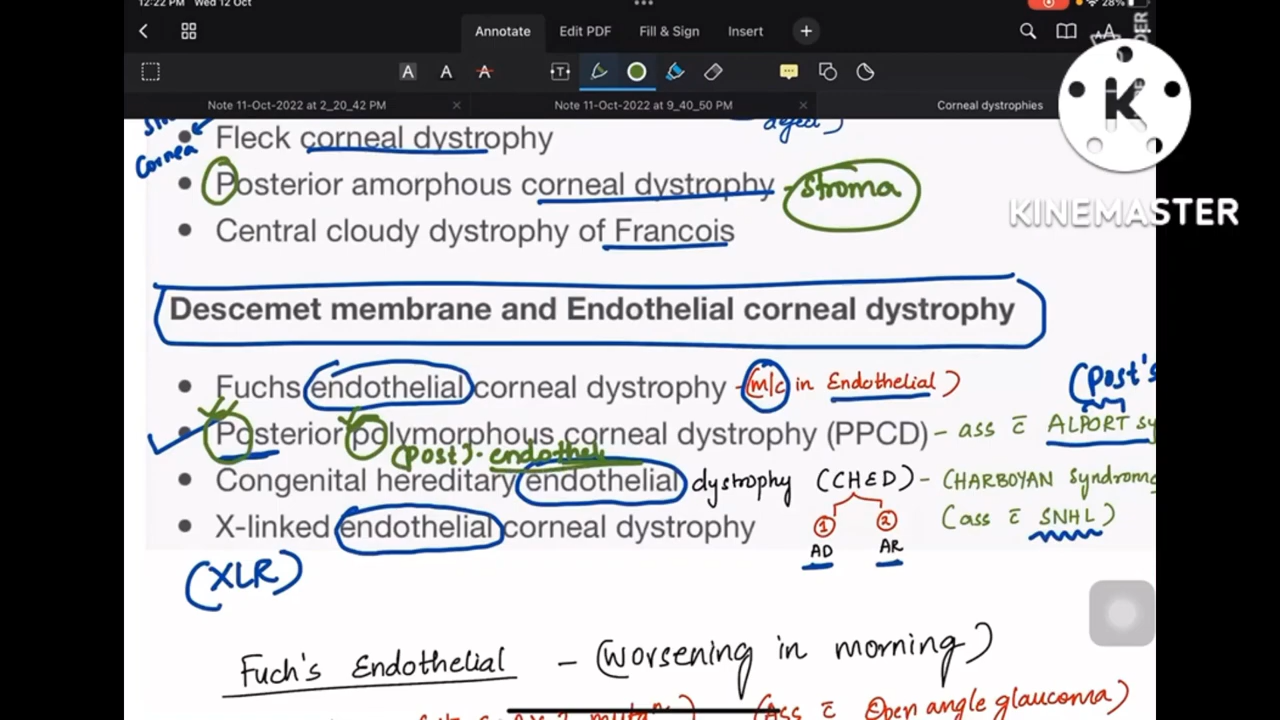 12:22 PM Wed 12 Oct 28%
Annotate Edit PDF Fill & Sign Insert
Note 11-Oct-2022 at 2_20_42 PM × Note 11-Oct-2022 at 9_40_50 PM × Corneal dystrophies
K
KINEMASTER
Cornea
• Fleck corneal dystrophy
• Posterior amorphous corneal dystrophy - stroma
• Central cloudy dystrophy of Francois
Descemet membrane and Endothelial corneal dystrophy
• Fuchs endothelial corneal dystrophy - (m/c in Endothelial) (post's
• Posterior polymorphous corneal dystrophy (PPCD) - ass c̄ ALPORT sy
(post). endothel
• Congenital hereditary endothelial dystrophy (CHED) - CHARBOYAN Syndrome
• X-linked endothelial corneal dystrophy ① ② (ass c̄ SNHL)
AD AR
(XLR)
Fuch's Endothelial - (worsening in morning)
(Ass c̄ Open angle glaucoma)